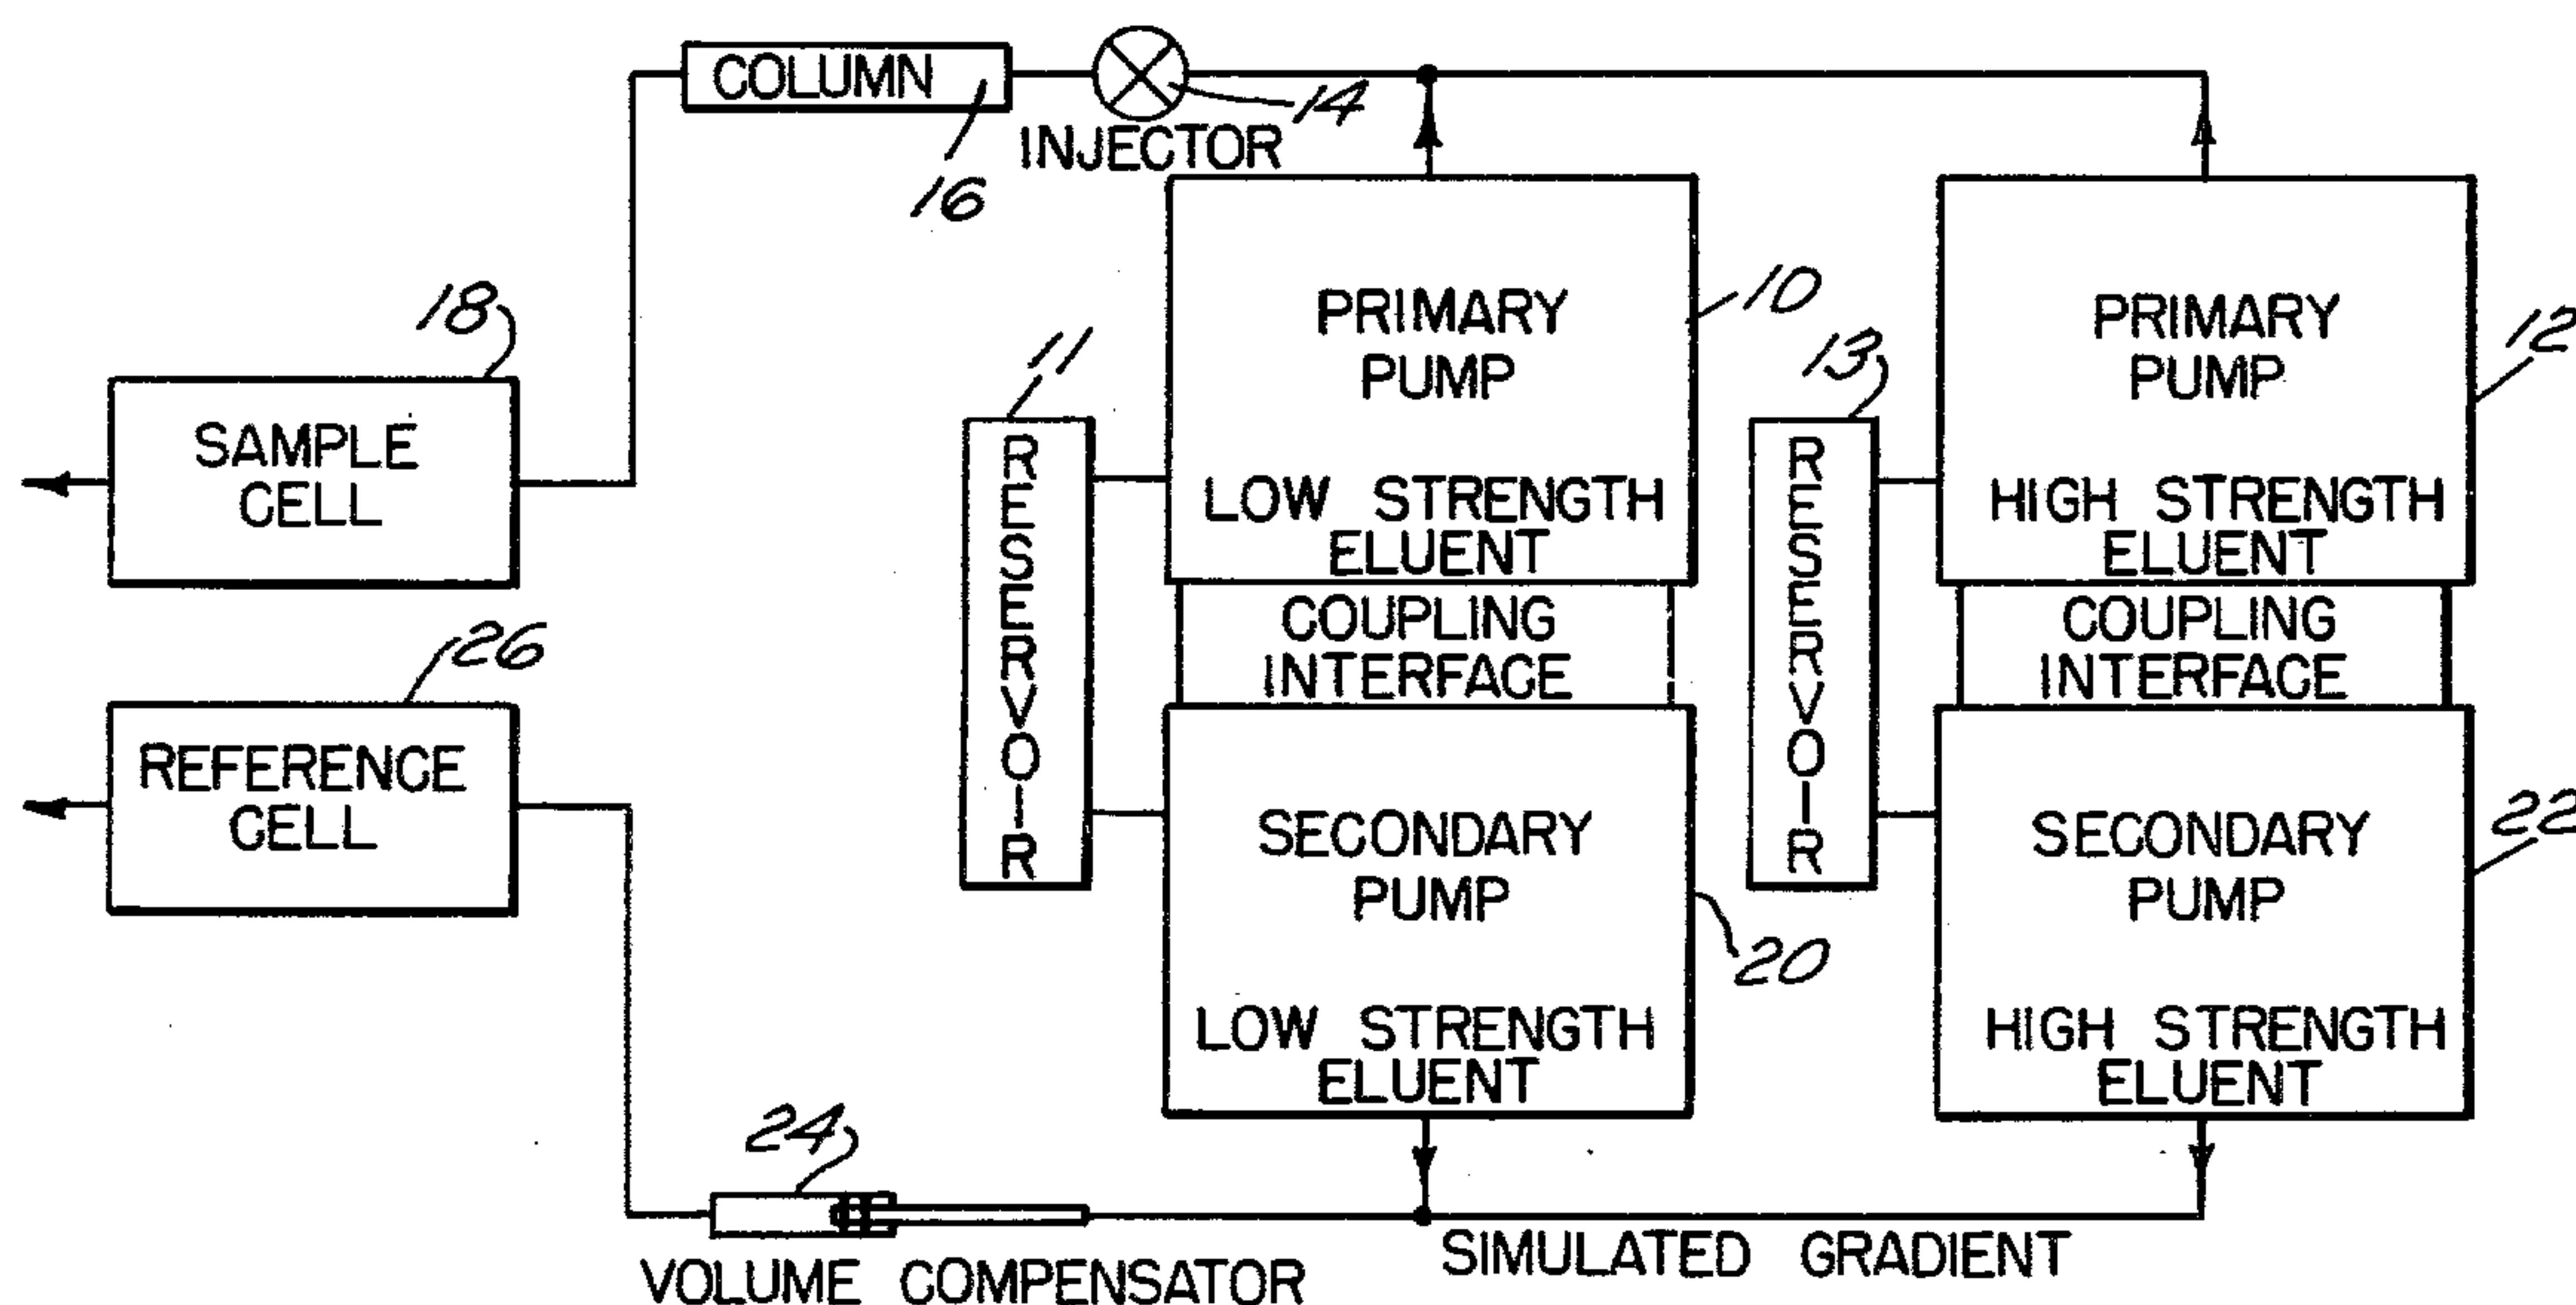 COLUMN
14
INJECTOR
16
18
SAMPLE
CELL
26
REFERENCE
CELL
11
RESERVOIR
PRIMARY
PUMP
10
LOW STRENGTH
ELUENT
COUPLING
INTERFACE
SECONDARY
PUMP
20
LOW STRENGTH
ELUENT
13
RESERVOIR
PRIMARY
PUMP
12
HIGH STRENGTH
ELUENT
COUPLING
INTERFACE
SECONDARY
PUMP
22
HIGH STRENGTH
ELUENT
24
VOLUME COMPENSATOR
SIMULATED GRADIENT